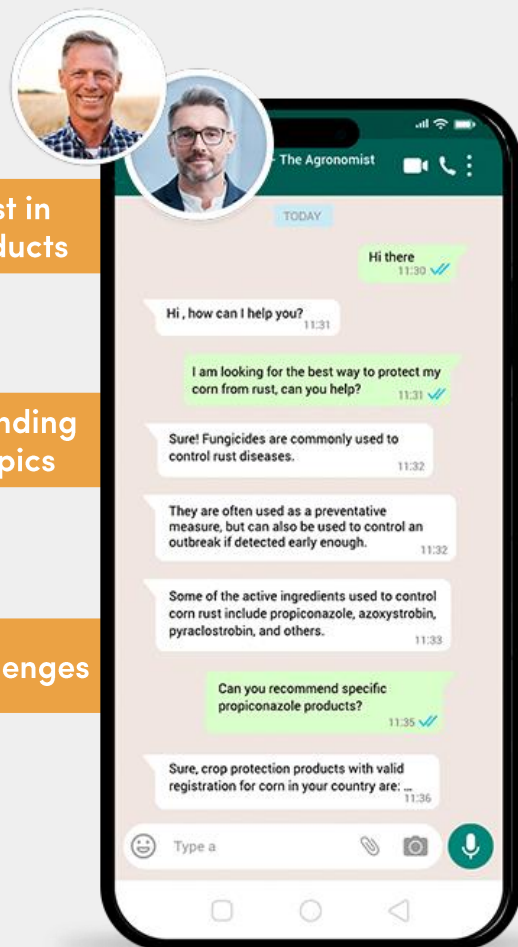 The Agronomist
TODAY
Hi there
11:30
Hi , how can I help you?
11:31
I am looking for the best way to protect my
corn from rust, can you help?
11:31
Sure! Fungicides are commonly used to
control rust diseases.
11:32
They are often used as a preventative
measure, but can also be used to control an
outbreak if detected early enough.
11:32
Some of the active ingredients used to control
corn rust include propiconazole, azoxystrobin,
pyraclostrobin, and others.
11:33
Can you recommend specific
propiconazole products?
11:35
Sure, crop protection products with valid
registration for corn in your country are: ...
11:36
Type a
in